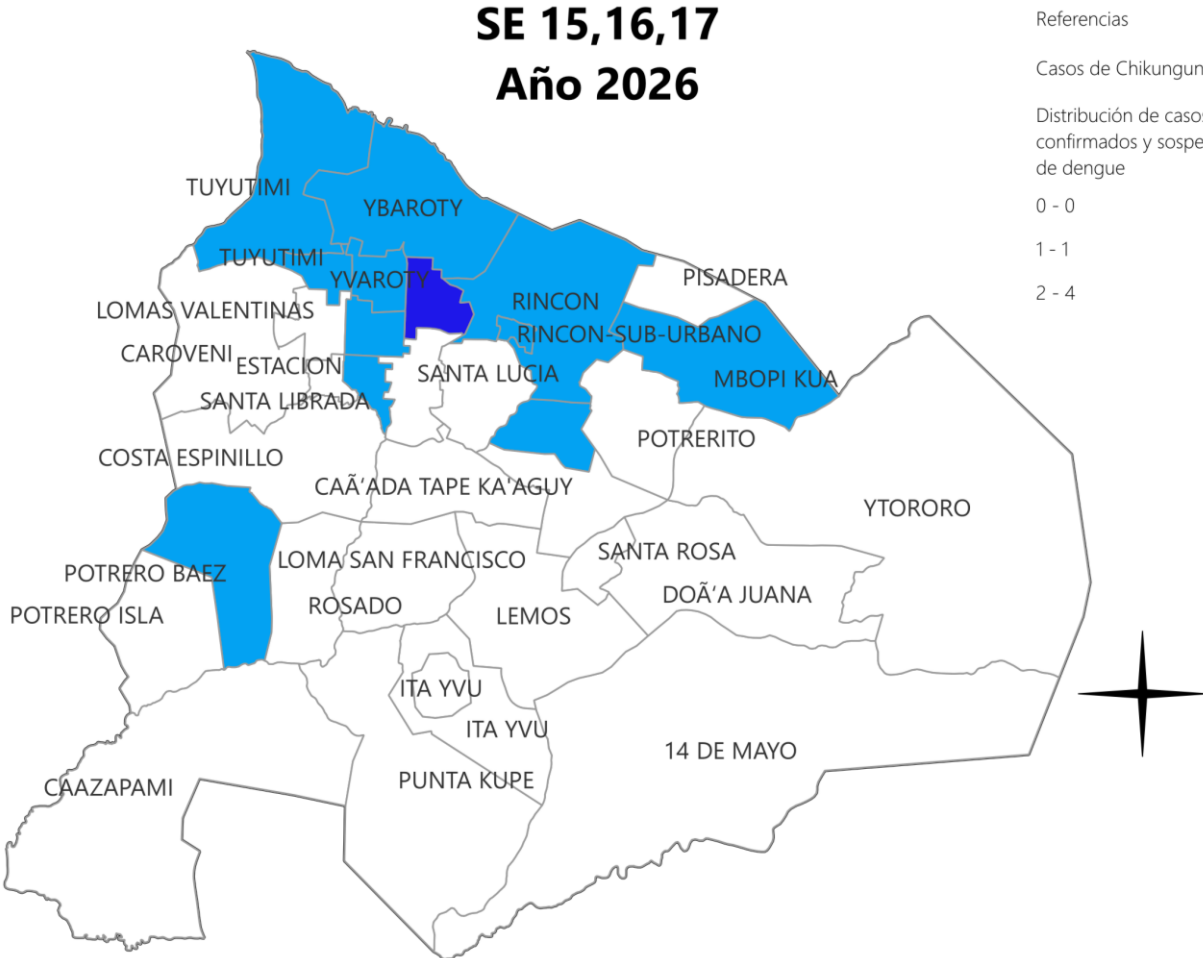 SE 15,16,17
Año 2026
Referencias
Casos de Chikungun
Distribución de casos
confirmados y sospe
de dengue
0 - 0
1 - 1
2 - 4
TUYUTIMI
YBAROTY
TUYUTIMI
YVAROTY
PISADERA
LOMAS VALENTINAS
RINCON
RINCON-SUB-URBANO
CAROVENI
ESTACION
SANTA LUCIA
MBOPI KUA
SANTA LIBRADA
POTRERITO
COSTA ESPINILLO
CAÃ'ADA TAPE KA'AGUY
YTORORO
LOMA SAN FRANCISCO
SANTA ROSA
POTRERO BAEZ
DOÃ'A JUANA
ROSADO
POTRERO ISLA
LEMOS
ITA YVU
ITA YVU
14 DE MAYO
CAAZAPAMI
PUNTA KUPE